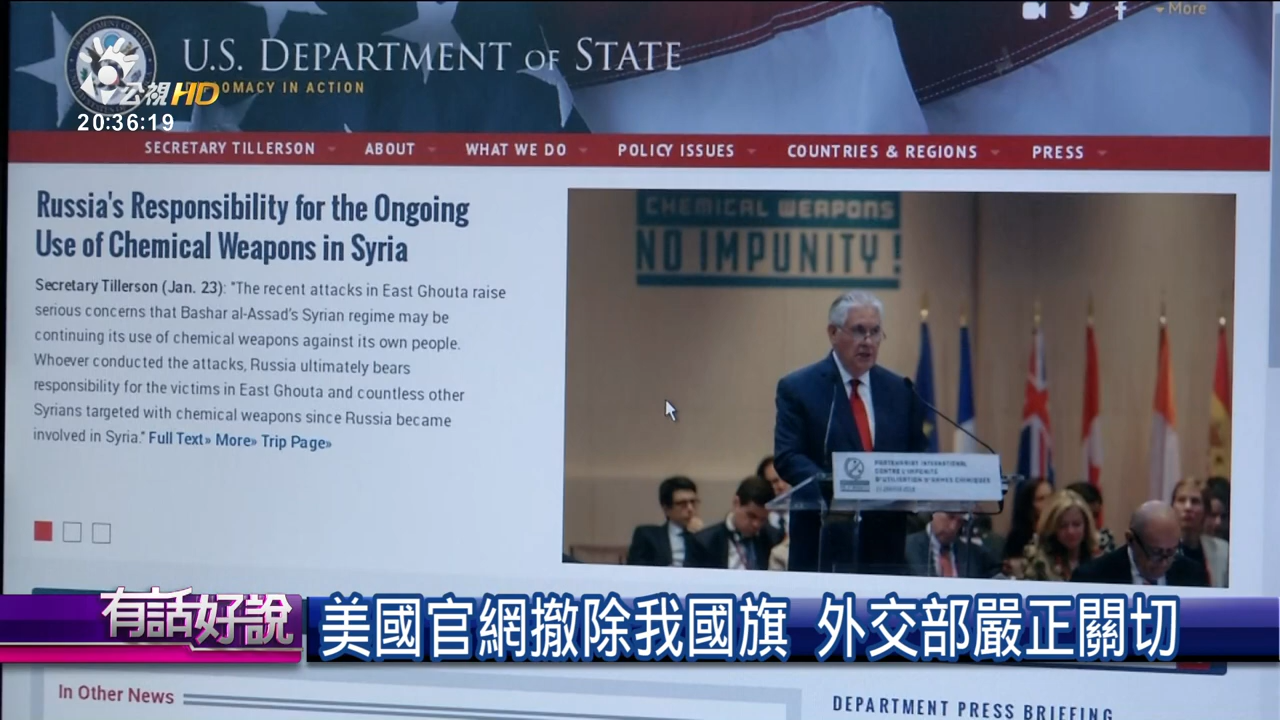 U.S. DEPARTMENT OF STATE
OMACY IN ACTION
公視HD
20:36:19
More
SECRETARY TILLERSON ABOUT WHAT WE DO POLICY ISSUES COUNTRIES & REGIONS PRESS
Russia's Responsibility for the Ongoing
Use of Chemical Weapons in Syria
Secretary Tillerson (Jan. 23): "The recent attacks in East Ghouta raise
serious concerns that Bashar al-Assad's Syrian regime may be
continuing its use of chemical weapons against its own people.
Whoever conducted the attacks, Russia ultimately bears
responsibility for the victims in East Ghouta and countless other
Syrians targeted with chemical weapons since Russia became
involved in Syria." Full Text» More» Trip Page»
CHEMICAL WEAPONS
NO IMPUNITY!
PARTENARIAT INTERNATIONAL
CONTRE L'IMPUNITÉ
D'UTILISATION D'ARMES CHIMIQUES
有話好說
美國官網撤除我國旗 外交部嚴正關切
In Other News
DEPARTMENT PRESS BRIEFING